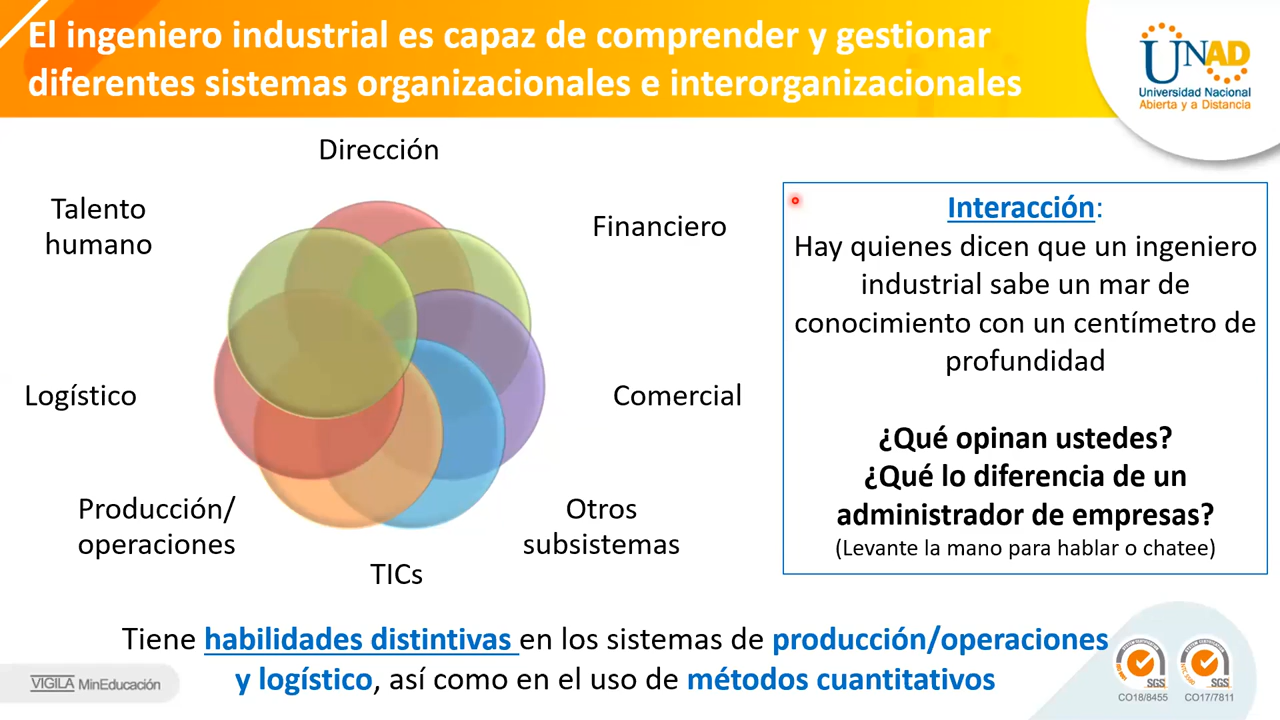 El ingeniero industrial es capaz de comprender y gestionar
diferentes sistemas organizacionales e interorganizacionales
UNAD
Universidad Nacional
Abierta y a Distancia
Dirección
Talento
humano
Financiero
Logístico
Comercial
Producción/
operaciones
Otros
subsistemas
TICs
Interacción:
Hay quienes dicen que un ingeniero
industrial sabe un mar de
conocimiento con un centímetro de
profundidad
¿Qué opinan ustedes?
¿Qué lo diferencia de un
administrador de empresas?
(Levante la mano para hablar o chatee)
Tiene habilidades distintivas en los sistemas de producción/operaciones
y logístico, así como en el uso de métodos cuantitativos
VIGILA MinEducación
SGS
SGS
CO18/8455
CO17/7811